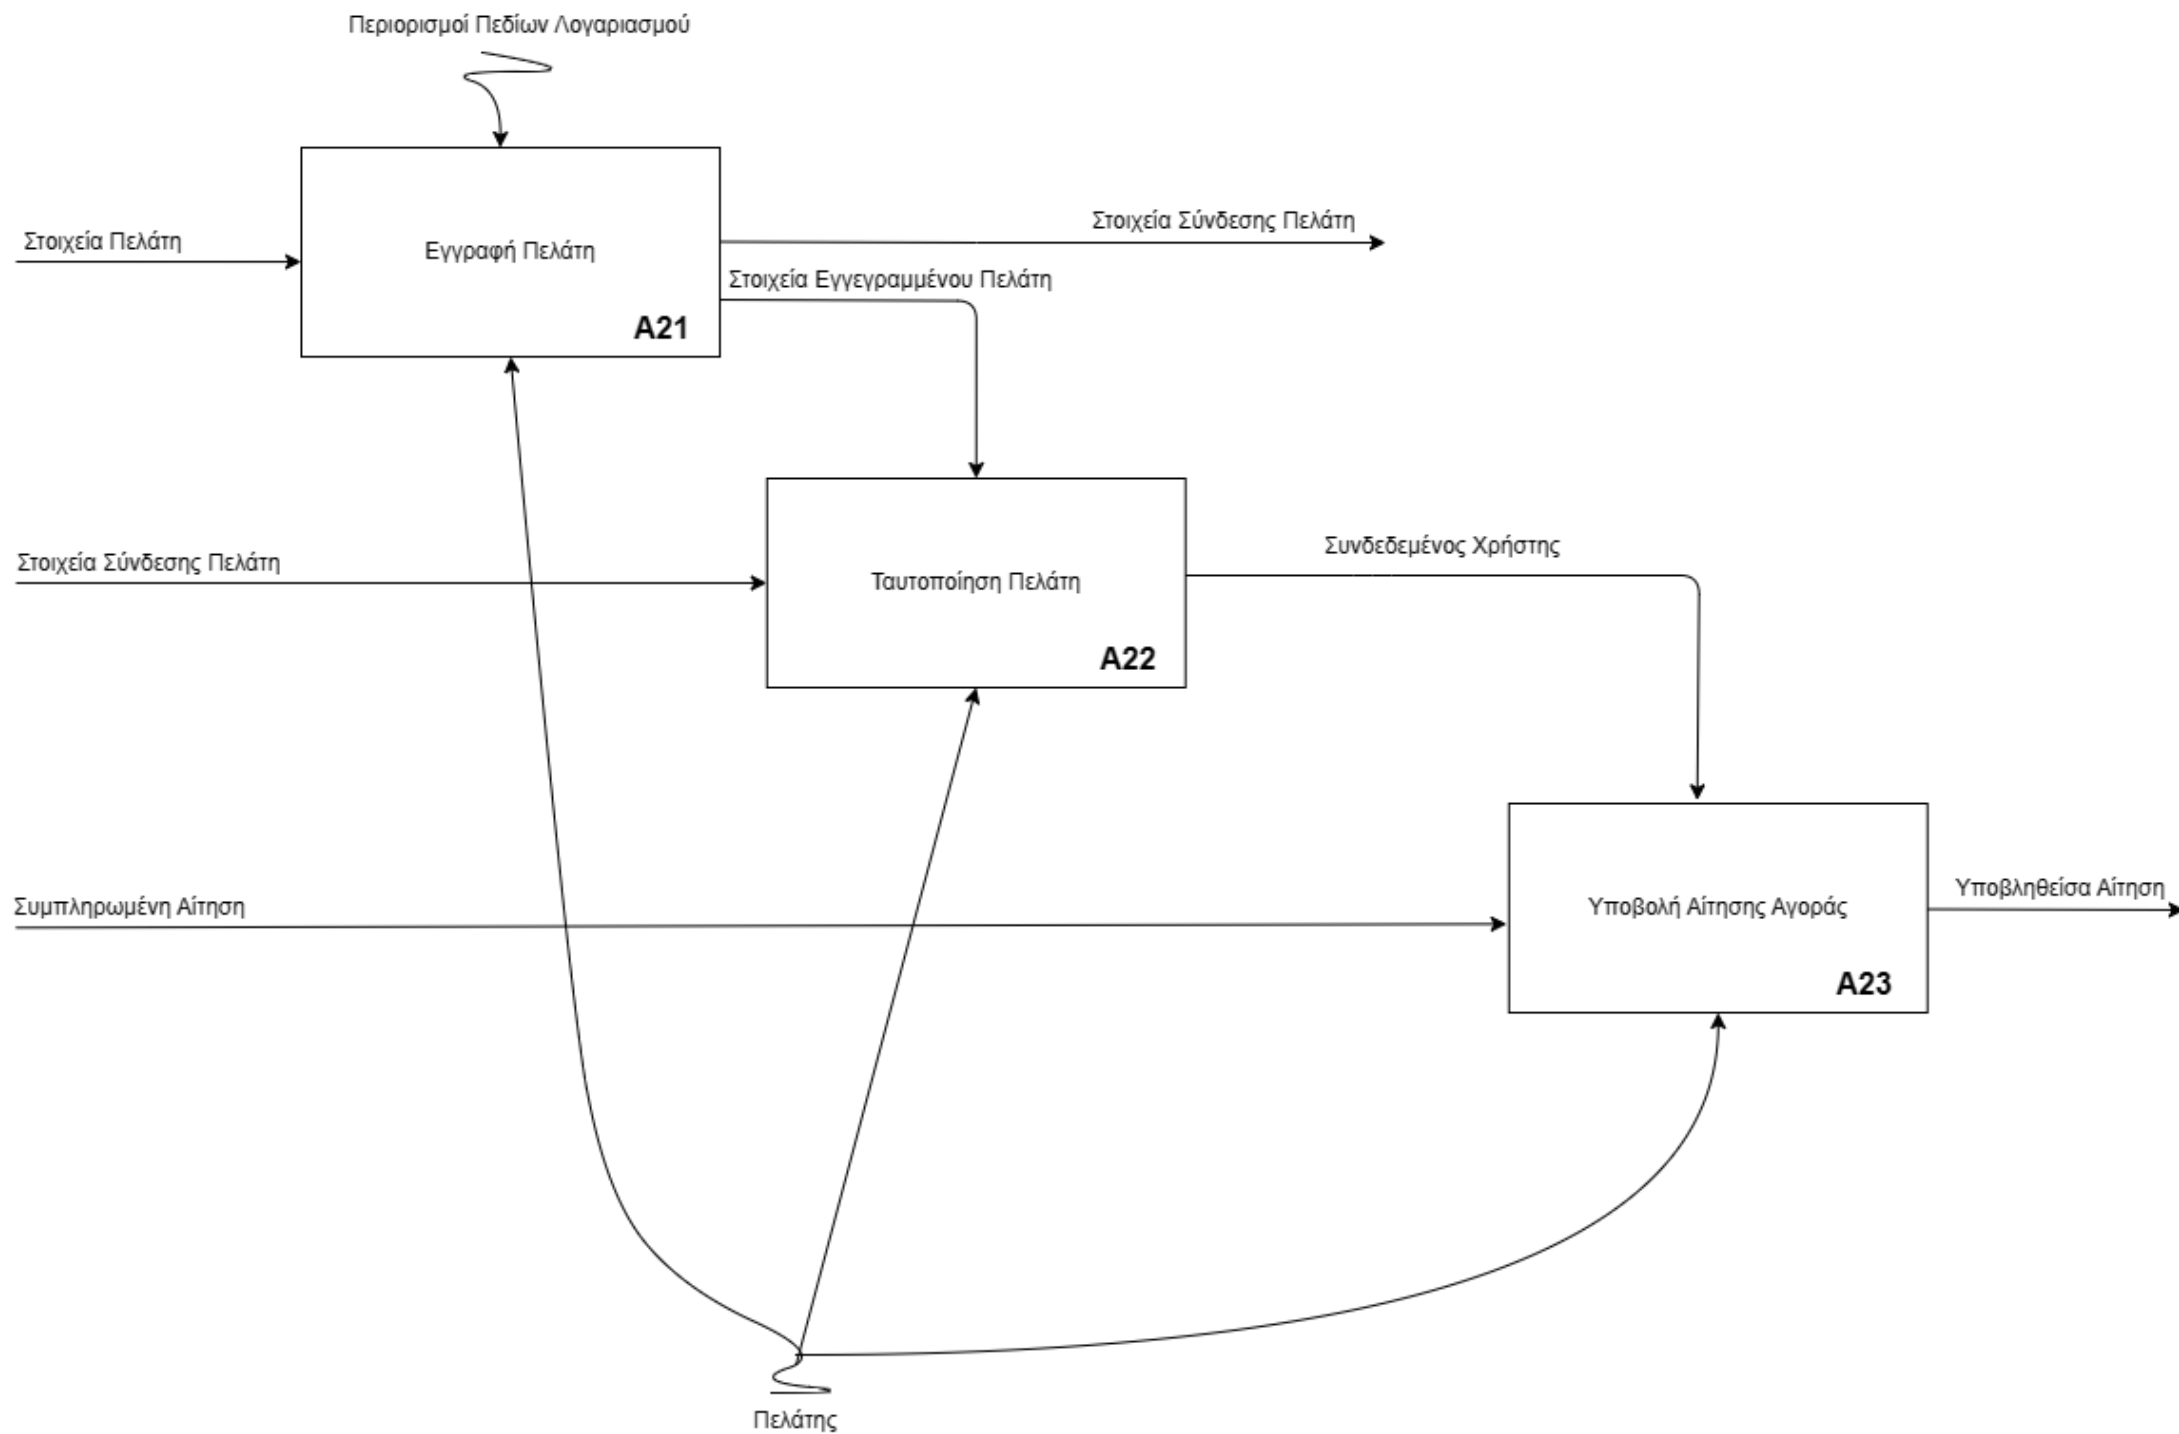 Περιορισμοί Πεδίων Λογαριασμού
Στοιχεία Πελάτη
Εγγραφή Πελάτη
A21
Στοιχεία Σύνδεσης Πελάτη
Στοιχεία Εγγεγραμμένου Πελάτη
Στοιχεία Σύνδεσης Πελάτη
Ταυτοποίηση Πελάτη
A22
Συνδεδεμένος Χρήστης
Συμπληρωμένη Αίτηση
Υποβολή Αίτησης Αγοράς
A23
Υποβληθείσα Αίτηση
Πελάτης